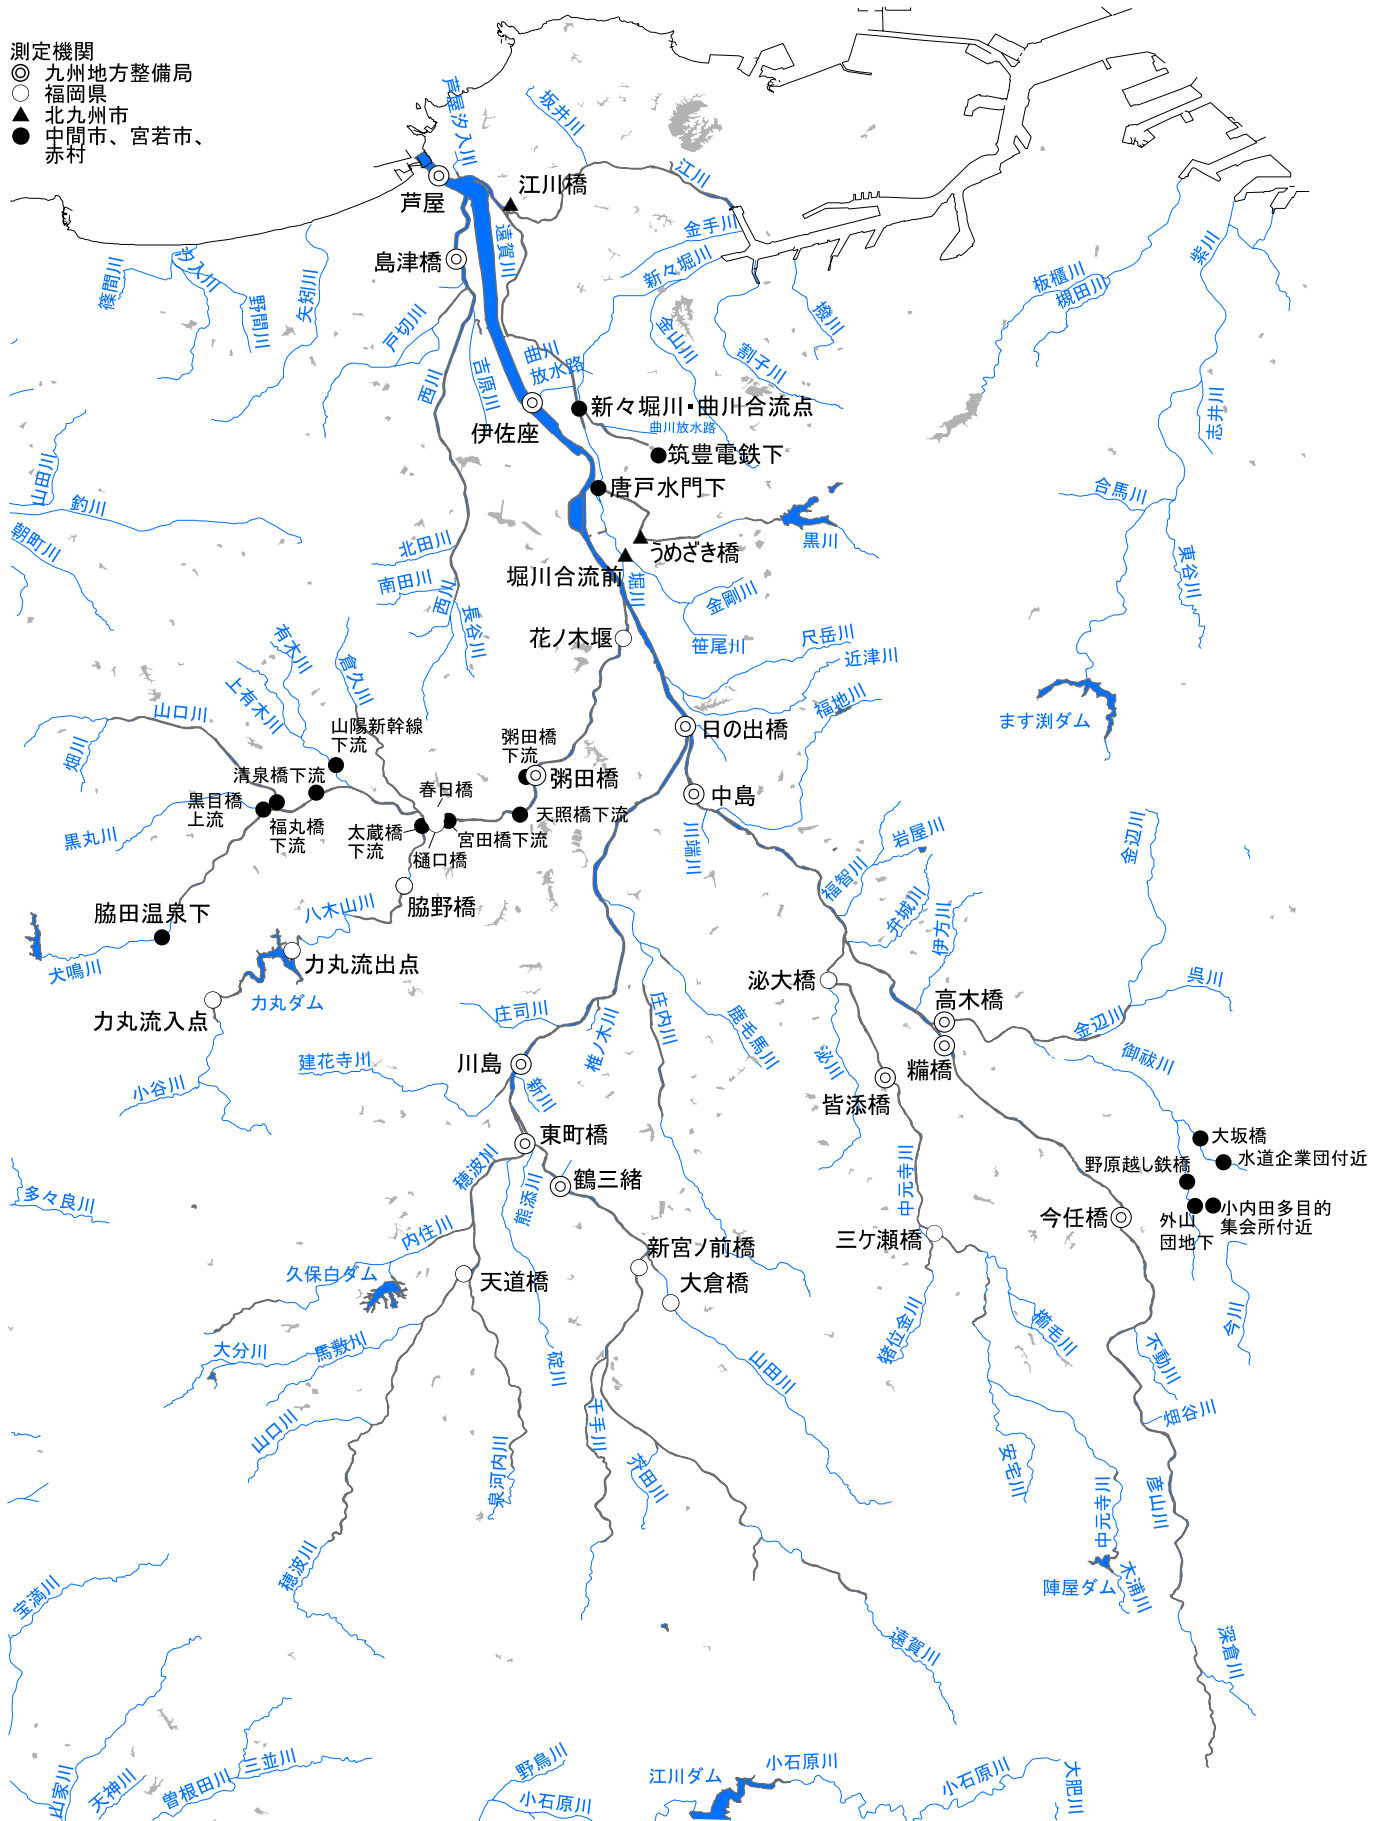 測定機関
九州地方整備局
福岡県
北九州市
中間市、宮若市、
赤村
芦屋汐入川
坂井川
江川
江川橋
芦屋
遠賀川
金手川
新々堀川
島津橋
篠間川
汐入川
野間川
矢矧川
戸切川
西川
吉原川
曲川
放水路
金山川
割子川
撥川
板櫃川
槻田川
紫川
志井川
伊佐座
新々堀川・曲川合流点
曲川放水路
筑豊電鉄下
唐戸水門下
山田川
釣川
朝町川
合馬川
東谷川
黒川
うめざき橋
堀川合流前
堀川
北田川
南田川
西川
長谷川
金剛川
笹尾川
花ノ木堰
尺岳川
近津川
福地川
ます渕ダム
有木川
倉久川
上有木川
山口川
畑川
山陽新幹線
下流
日の出橋
粥田橋
下流
粥田橋
中島
清泉橋下流
黒目橋
上流
福丸橋
下流
春日橋
太蔵橋
下流
宮田橋下流
天照橋下流
樋口橋
黒丸川
川端川
岩屋川
福智川
弁城川
伊方川
金辺川
脇野橋
八木山川
脇田温泉下
犬鳴川
力丸流出点
力丸ダム
力丸流入点
庄司川
椎ノ木川
庄内川
鹿毛馬川
泌大橋
高木橋
呉川
金辺川
御祓川
糒橋
泌川
皆添橋
建花寺川
川島
新川
小谷川
東町橋
穂波川
熊添川
鶴三緒
中元寺川
大坂橋
水道企業団付近
野原越し鉄橋
小内田多目的
集会所付近
外山
団地下
今任橋
多々良川
内住川
久保白ダム
天道橋
新宮ノ前橋
大倉橋
三ケ瀬橋
猪位金川
櫛毛川
今川
大分川
馬敷川
碇川
山田川
不動川
畑谷川
山口川
泉河内川
千手川
芥田川
安宅川
中元寺川
彦山川
穂波川
宝満川
陣屋ダム
木浦川
遠賀川
深倉川
山家川
天神川
曽根田川
三並川
野鳥川
小石原川
江川ダム
小石原川
小石原川
大肥川